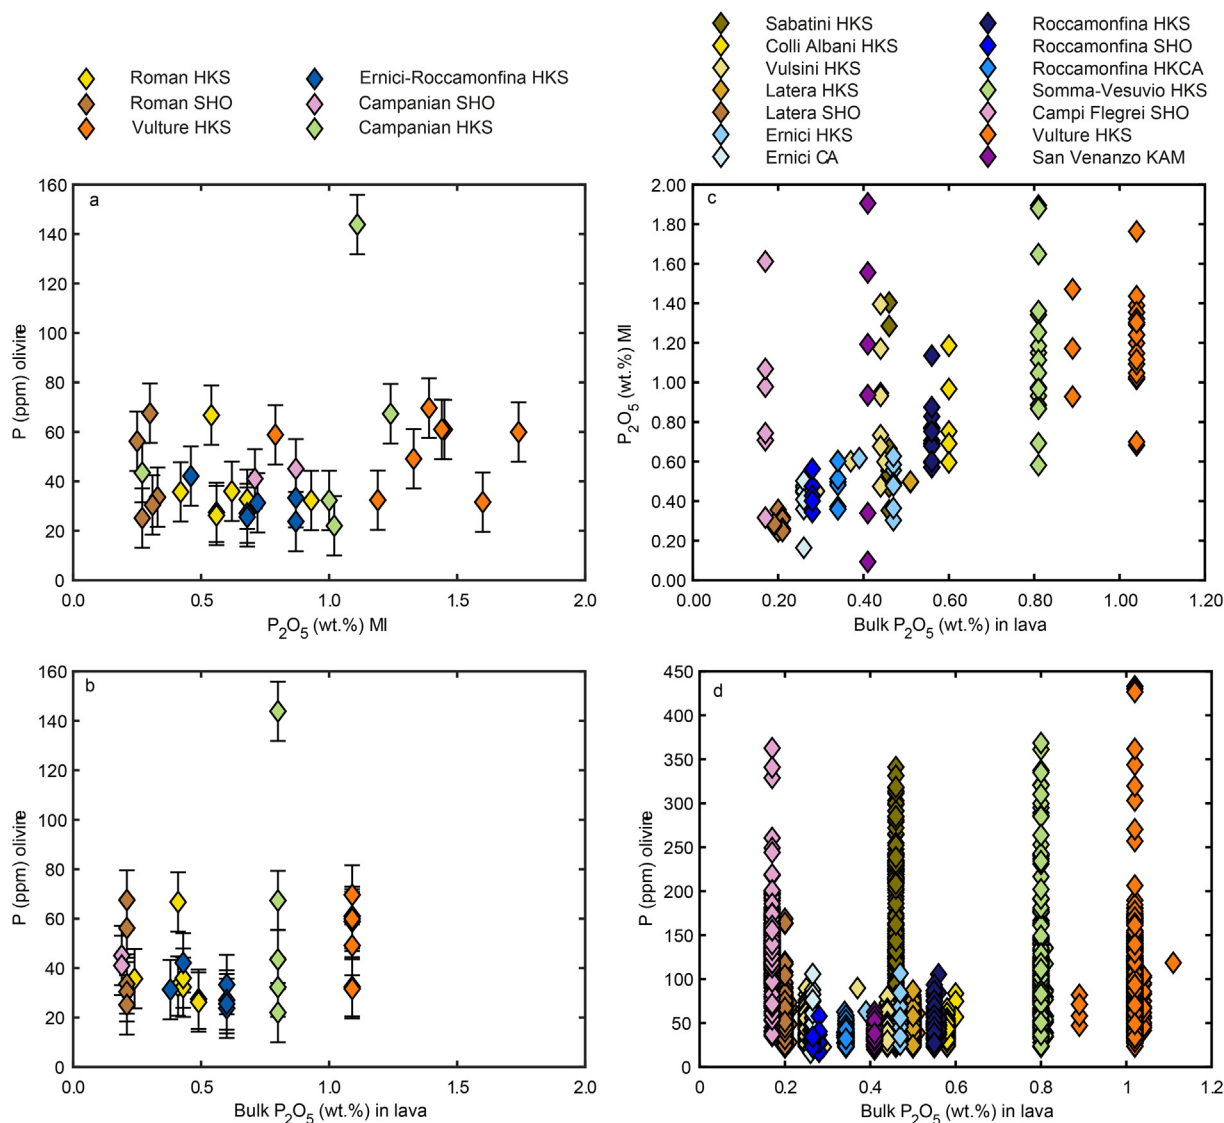 Roman HKS
Roman SHO
Vulture HKS
Ernici-Roccamonfina HKS
Campanian SHO
Campanian HKS
Sabatini HKS
Colli Albani HKS
Vulsini HKS
Latera HKS
Latera SHO
Ernici HKS
Ernici CA
Roccamonfina HKS
Roccamonfina SHO
Roccamonfina HKCA
Somma-Vesuvio HKS
Campi Flegrei SHO
Vulture HKS
San Venanzo KAM
a
P (ppm) olivine
160
140
120
100
80
60
40
20
0
0.0 0.5 1.0 1.5 2.0
P₂O₅ (wt.%) MI
c
P₂O₅ (wt.%) MI
2.00
1.80
1.60
1.40
1.20
1.00
0.80
0.60
0.40
0.20
0.00
0.00 0.20 0.40 0.60 0.80 1.00 1.20
Bulk P₂O₅ (wt.%) in lava
b
P (ppm) olivine
160
140
120
100
80
60
40
20
0
0.0 0.5 1.0 1.5 2.0
Bulk P₂O₅ (wt.%) in lava
d
P (ppm) olivine
450
400
350
300
250
200
150
100
50
0
0 0.2 0.4 0.6 0.8 1 1.2
Bulk P₂O₅ (wt.%) in lava